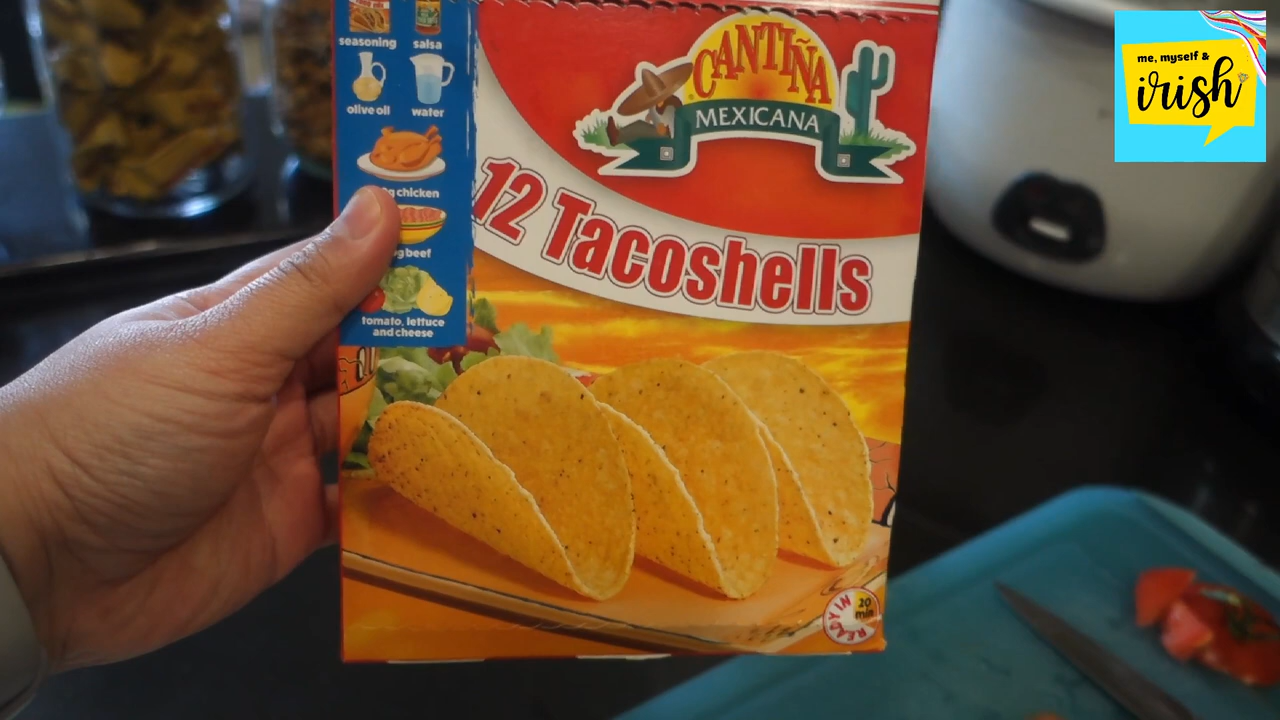 seasoning
salsa
olive oil
water
g chicken
g beef
tomato, lettuce
and cheese
CANTIÑA
MEXICANA
12 Tacoshells
READY IN
20
min
me, myself &
irish